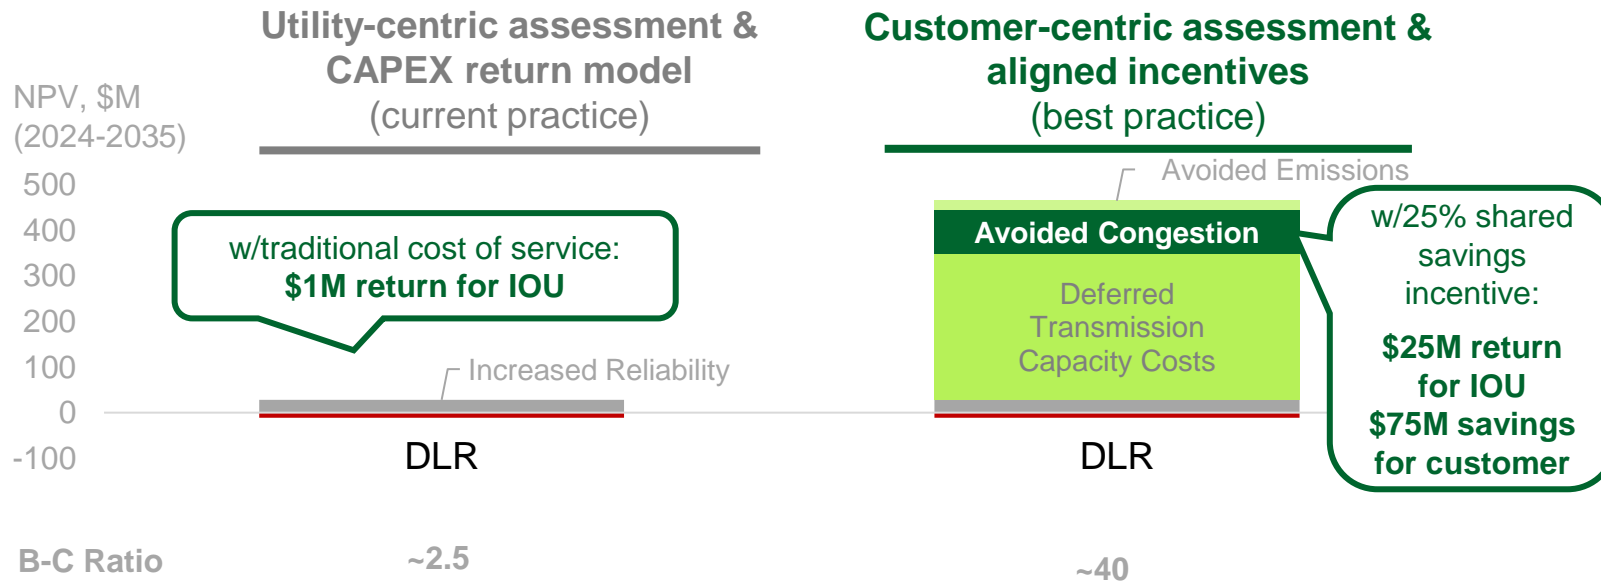 Utility-centric assessment &
CAPEX return model
(current practice)
Customer-centric assessment &
aligned incentives
(best practice)
NPV, $M
(2024-2035)
500
400
300
200
100
0
-100
w/traditional cost of service:
$1M return for IOU
Increased Reliability
DLR
Avoided Emissions
Avoided Congestion
Deferred
Transmission
Capacity Costs
DLR
w/25% shared
savings
incentive:
$25M return
for IOU
$75M savings
for customer
B-C Ratio
~2.5
~40